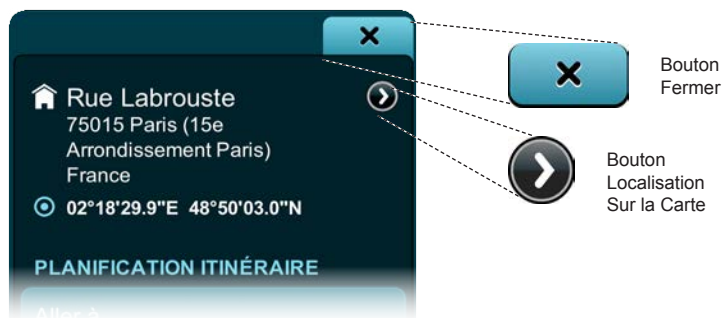 Rue Labrouste
75015 Paris (15e
Arrondissement Paris)
France
02°18'29.9"E 48°50'03.0"N
PLANIFICATION ITINÉRAIRE
Aller à
Bouton
Fermer
Bouton
Localisation
Sur la Carte